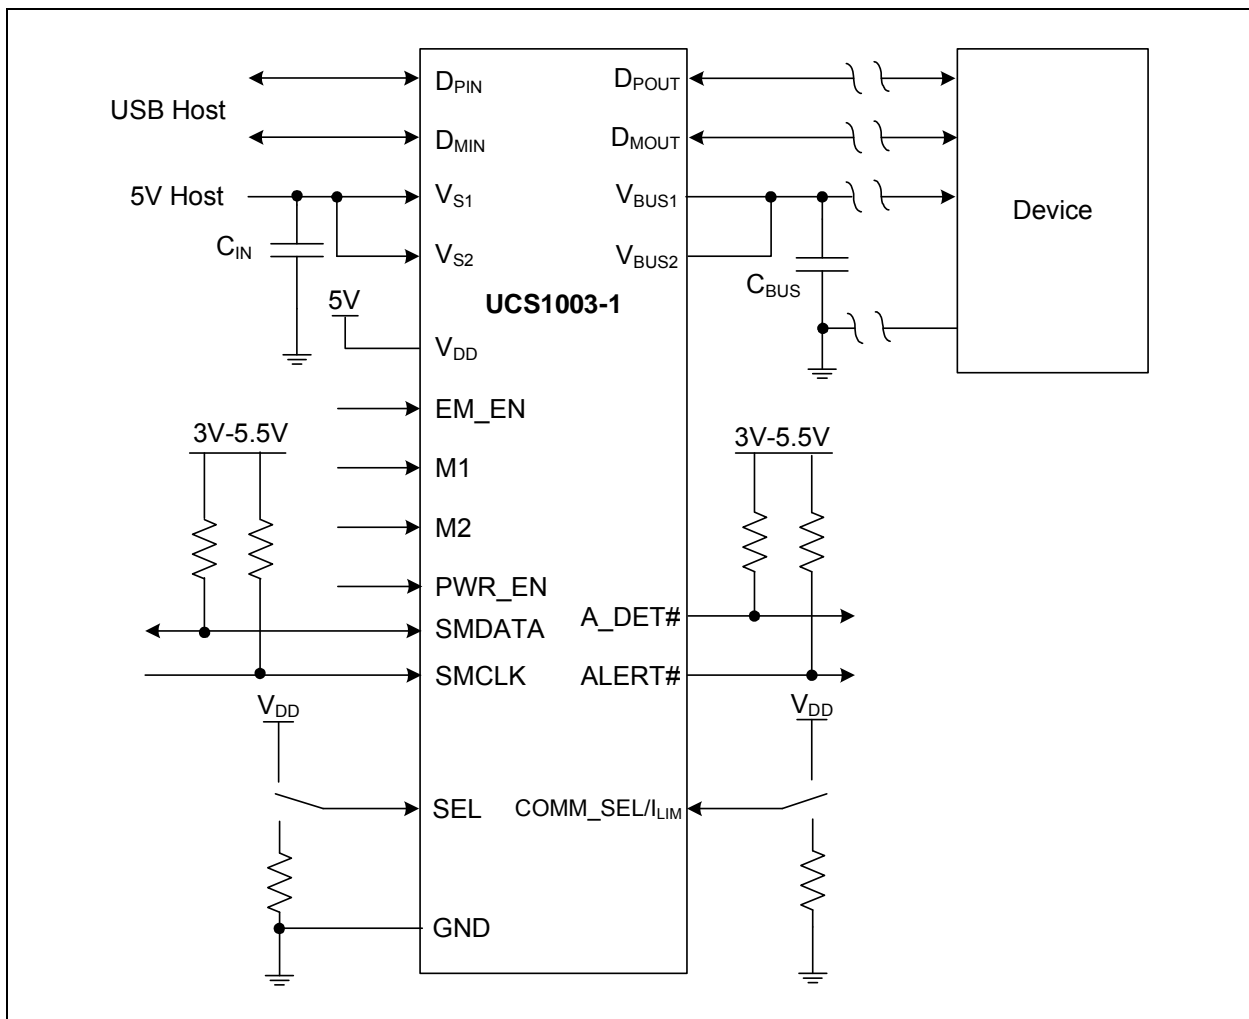 USB Host
5V Host
C_IN
5V
3V-5.5V
V_DD
D_PIN
D_MIN
V_S1
V_S2
V_DD
EM_EN
M1
M2
PWR_EN
SMDATA
SMCLK
SEL
GND
UCS1003-1
D_POUT
D_MOUT
V_BUS1
V_BUS2
A_DET#
ALERT#
COMM_SEL/I_LIM
C_BUS
3V-5.5V
V_DD
Device